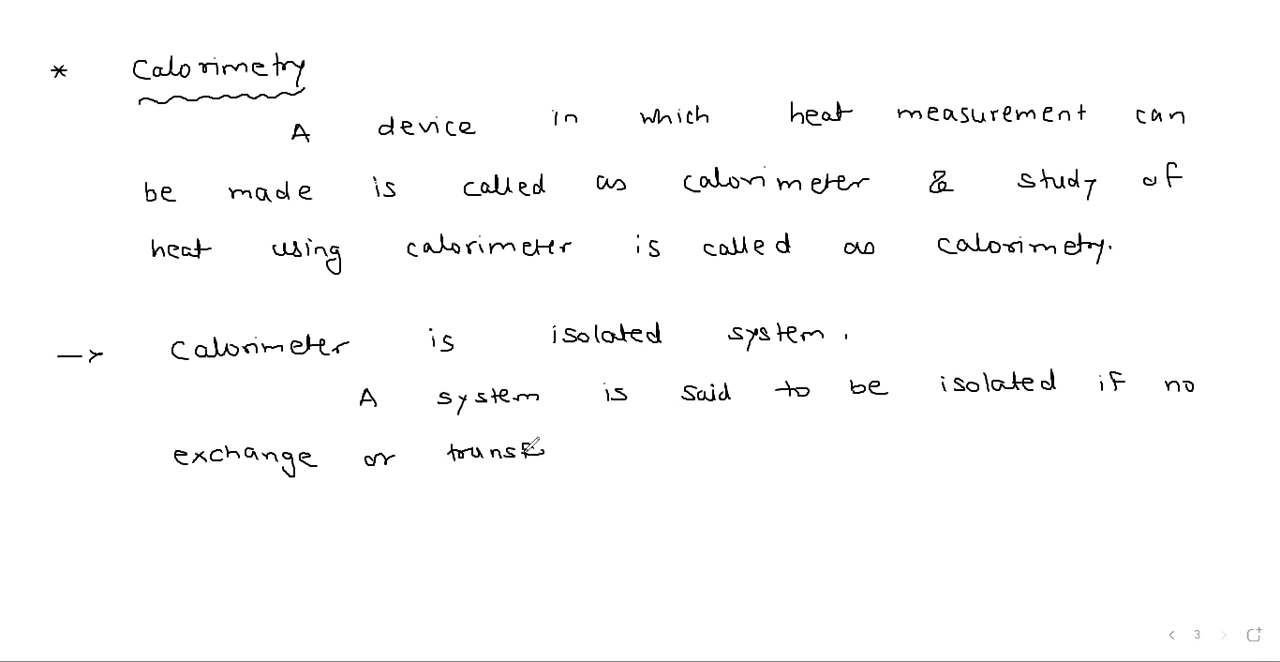 * Calorimetry
A device in which heat measurement can
be made is called as calorimeter & study of
heat using calorimeter is called as calorimetry.
→ Calorimeter is isolated system.
A system is said to be isolated if no
exchange or
3